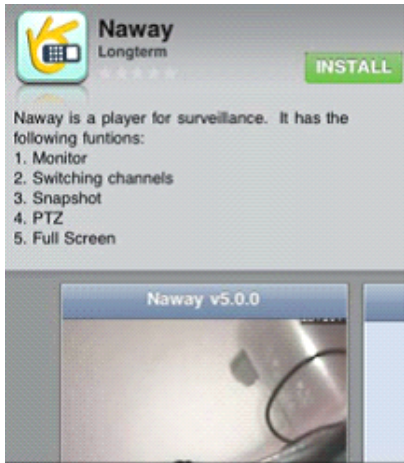 Naway
Longterm
INSTALL
Naway is a player for surveillance. It has the
following funtions:
1. Monitor
2. Switching channels
3. Snapshot
4. PTZ
5. Full Screen
Naway v5.0.0